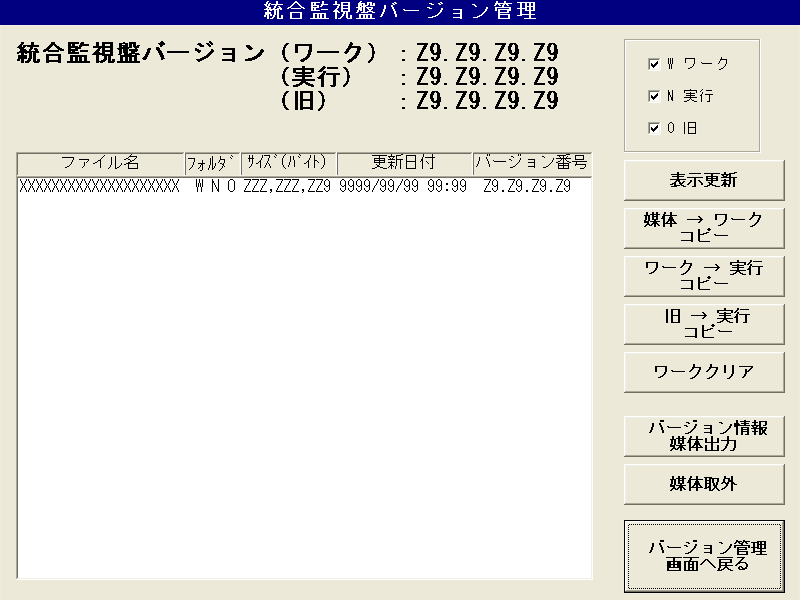 統合監視盤バージョン管理
統合監視盤バージョン（ワーク）：Z9. Z9. Z9. Z9
（実行）：Z9. Z9. Z9. Z9
（旧）：Z9. Z9. Z9. Z9
W ワーク
N 実行
O 旧
ファイル名 ﾌｫﾙﾀﾞ ｻｲｽﾞ(ﾊﾞｲﾄ) 更新日付 バージョン番号
XXXXXXXXXXXXXXXXXXXX W N O ZZZ,ZZZ,ZZ9 9999/99/99 99:99 Z9.Z9.Z9.Z9
表示更新
媒体 → ワーク
コピー
ワーク → 実行
コピー
旧 → 実行
コピー
ワーククリア
バージョン情報
媒体出力
媒体取外
バージョン管理
画面へ戻る